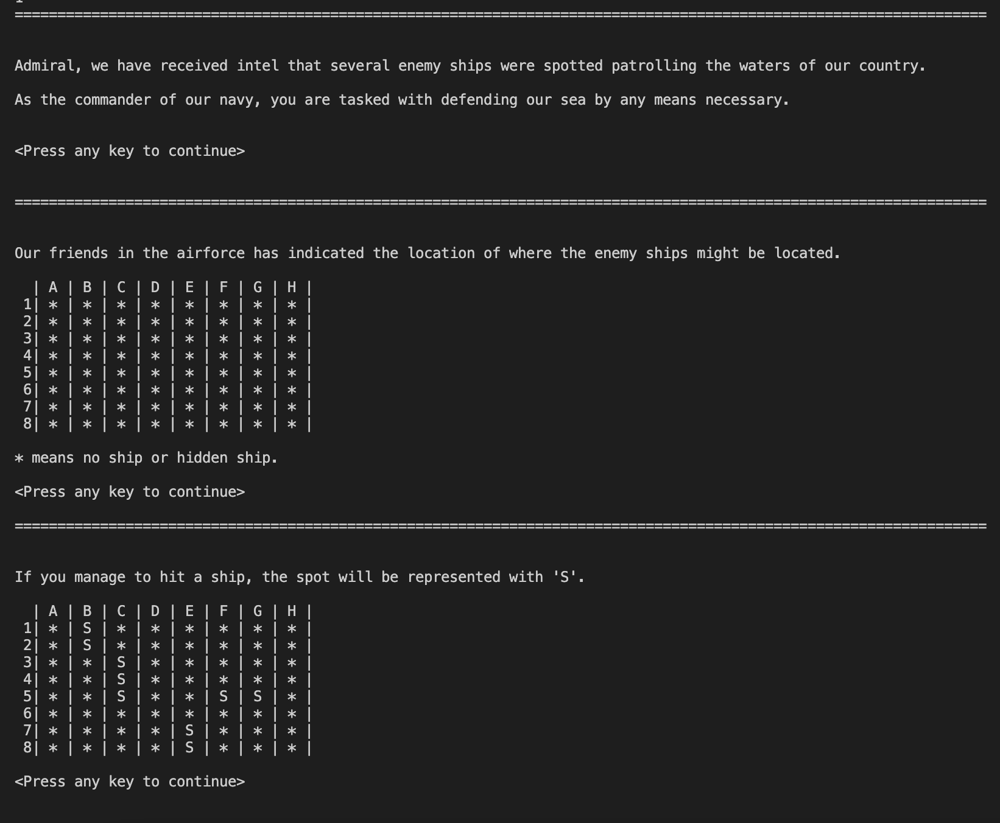 ================================================================================================================== 
Admiral, we have received intel that several enemy ships were spotted patrolling the waters of our country.
As the commander of our navy, you are tasked with defending our sea by any means necessary.
<Press any key to continue>
==================================================================================================================
Our friends in the airforce has indicated the location of where the enemy ships might be located.
  | A | B | C | D | E | F | G | H |
 1| * | * | * | * | * | * | * | * |
 2| * | * | * | * | * | * | * | * |
 3| * | * | * | * | * | * | * | * |
 4| * | * | * | * | * | * | * | * |
 5| * | * | * | * | * | * | * | * |
 6| * | * | * | * | * | * | * | * |
 7| * | * | * | * | * | * | * | * |
 8| * | * | * | * | * | * | * | * |
* means no ship or hidden ship.
<Press any key to continue>
==================================================================================================================
If you manage to hit a ship, the spot will be represented with 'S'.
  | A | B | C | D | E | F | G | H |
 1| * | S | * | * | * | * | * | * |
 2| * | S | * | * | * | * | * | * |
 3| * | * | S | * | * | * | * | * |
 4| * | * | S | * | * | * | * | * |
 5| * | * | S | * | * | S | S | * |
 6| * | * | * | * | * | * | * | * |
 7| * | * | * | * | S | * | * | * |
 8| * | * | * | * | S | * | * | * |
<Press any key to continue>